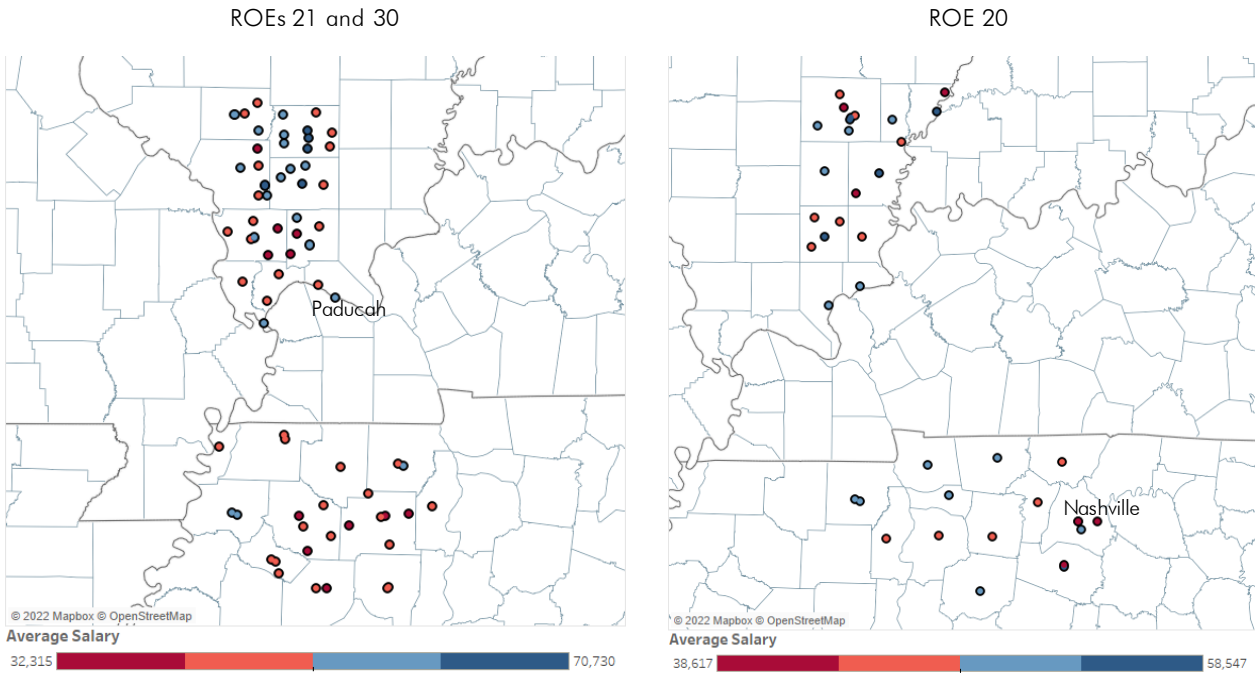 ROEs 21 and 30
ROE 20
Paducah
Nashville
© 2022 Mapbox © OpenStreetMap
© 2022 Mapbox © OpenStreetMap
Average Salary
32,315
70,730
Average Salary
38,617
58,547